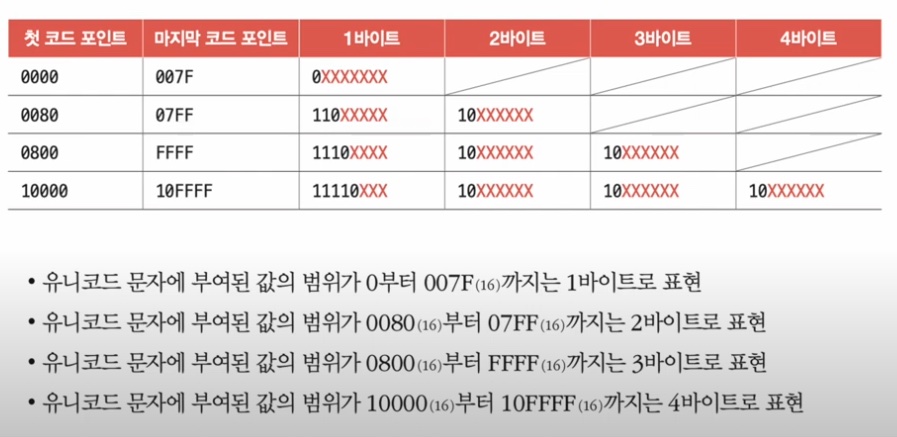 첫 코드 포인트 마지막 코드 포인트 1바이트 2바이트 3바이트 4바이트
0000 007F 0XXXXXXX
0080 07FF 110XXXXX 10XXXXXX
0800 FFFF 1110XXXX 10XXXXXX 10XXXXXX
10000 10FFFF 11110XXX 10XXXXXX 10XXXXXX 10XXXXXX
• 유니코드 문자에 부여된 값의 범위가 0부터 007F(16)까지는 1바이트로 표현
• 유니코드 문자에 부여된 값의 범위가 0080(16)부터 07FF(16)까지는 2바이트로 표현
• 유니코드 문자에 부여된 값의 범위가 0800(16)부터 FFFF(16)까지는 3바이트로 표현
• 유니코드 문자에 부여된 값의 범위가 10000(16)부터 10FFFF(16)까지는 4바이트로 표현